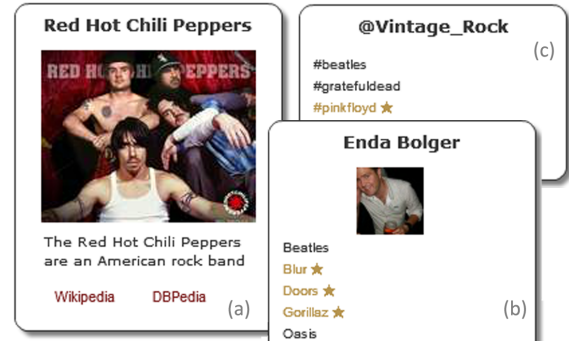 Red Hot Chili Peppers
RED HOT CHILI PEPPERS
The Red Hot Chili Peppers
are an American rock band
Wikipedia DBPedia
(a)
@Vintage_Rock
(c)
#beatles
#gratefuldead
#pinkfloyd
Enda Bolger
Beatles
Blur
Doors
Gorillaz
Oasis
(b)